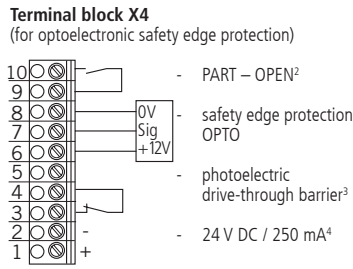 Terminal block X4
(for optoelectronic safety edge protection)
10
- PART – OPEN²
9
8
0V
- safety edge protection
7
Sig
OPTO
6
+12V
5
- photoelectric
4
drive-through barrier³
3
2
-
- 24 V DC / 250 mA⁴
1
+